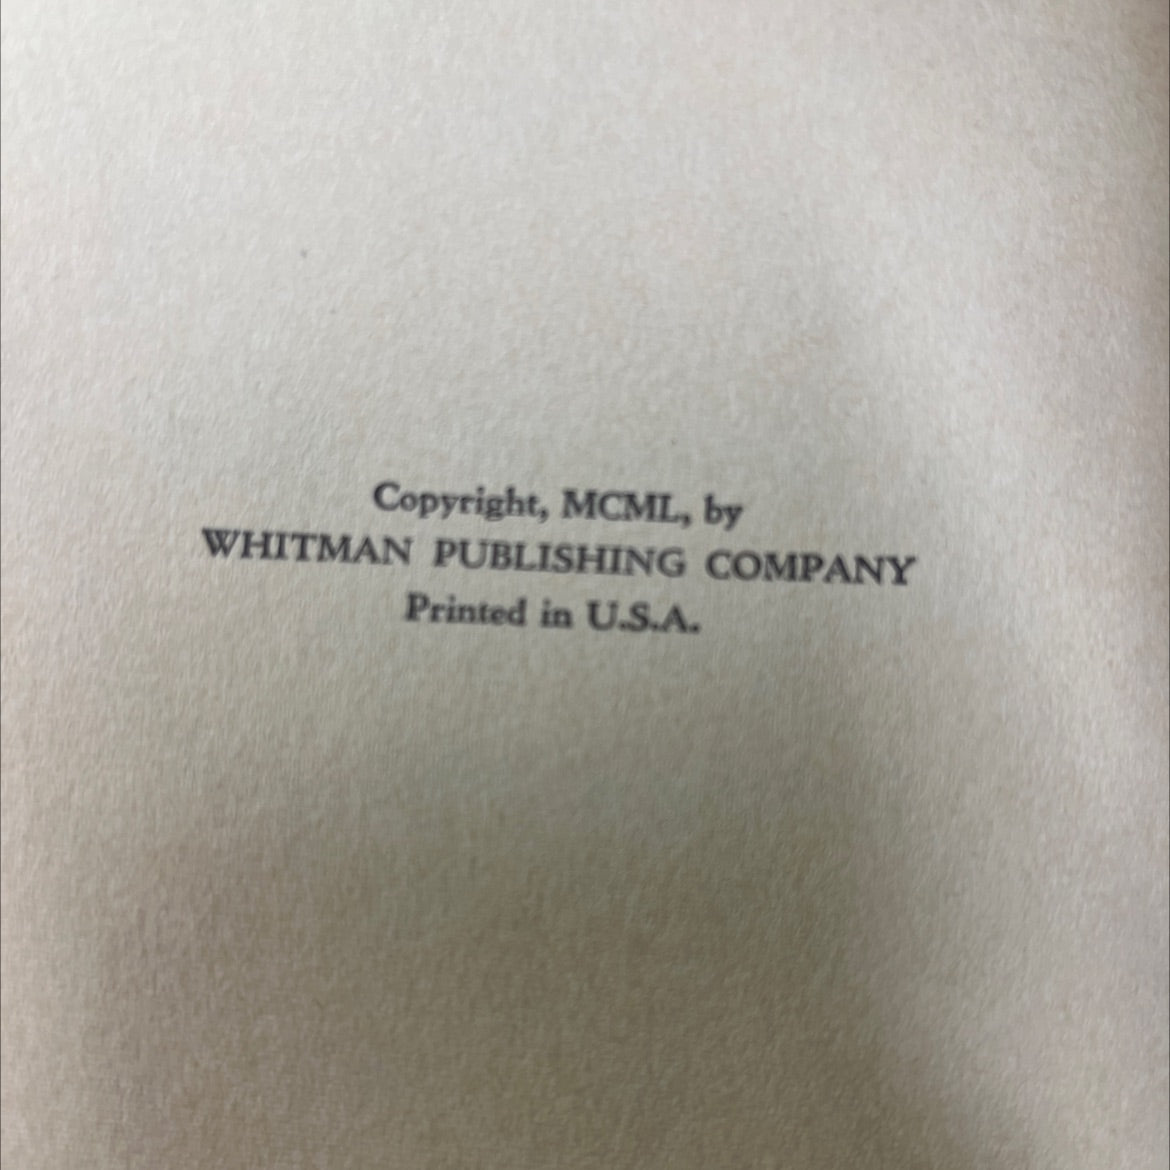 Copyright, MCML, by
WHITMAN PUBLISHING COMPANY
Printed in U.S.A.